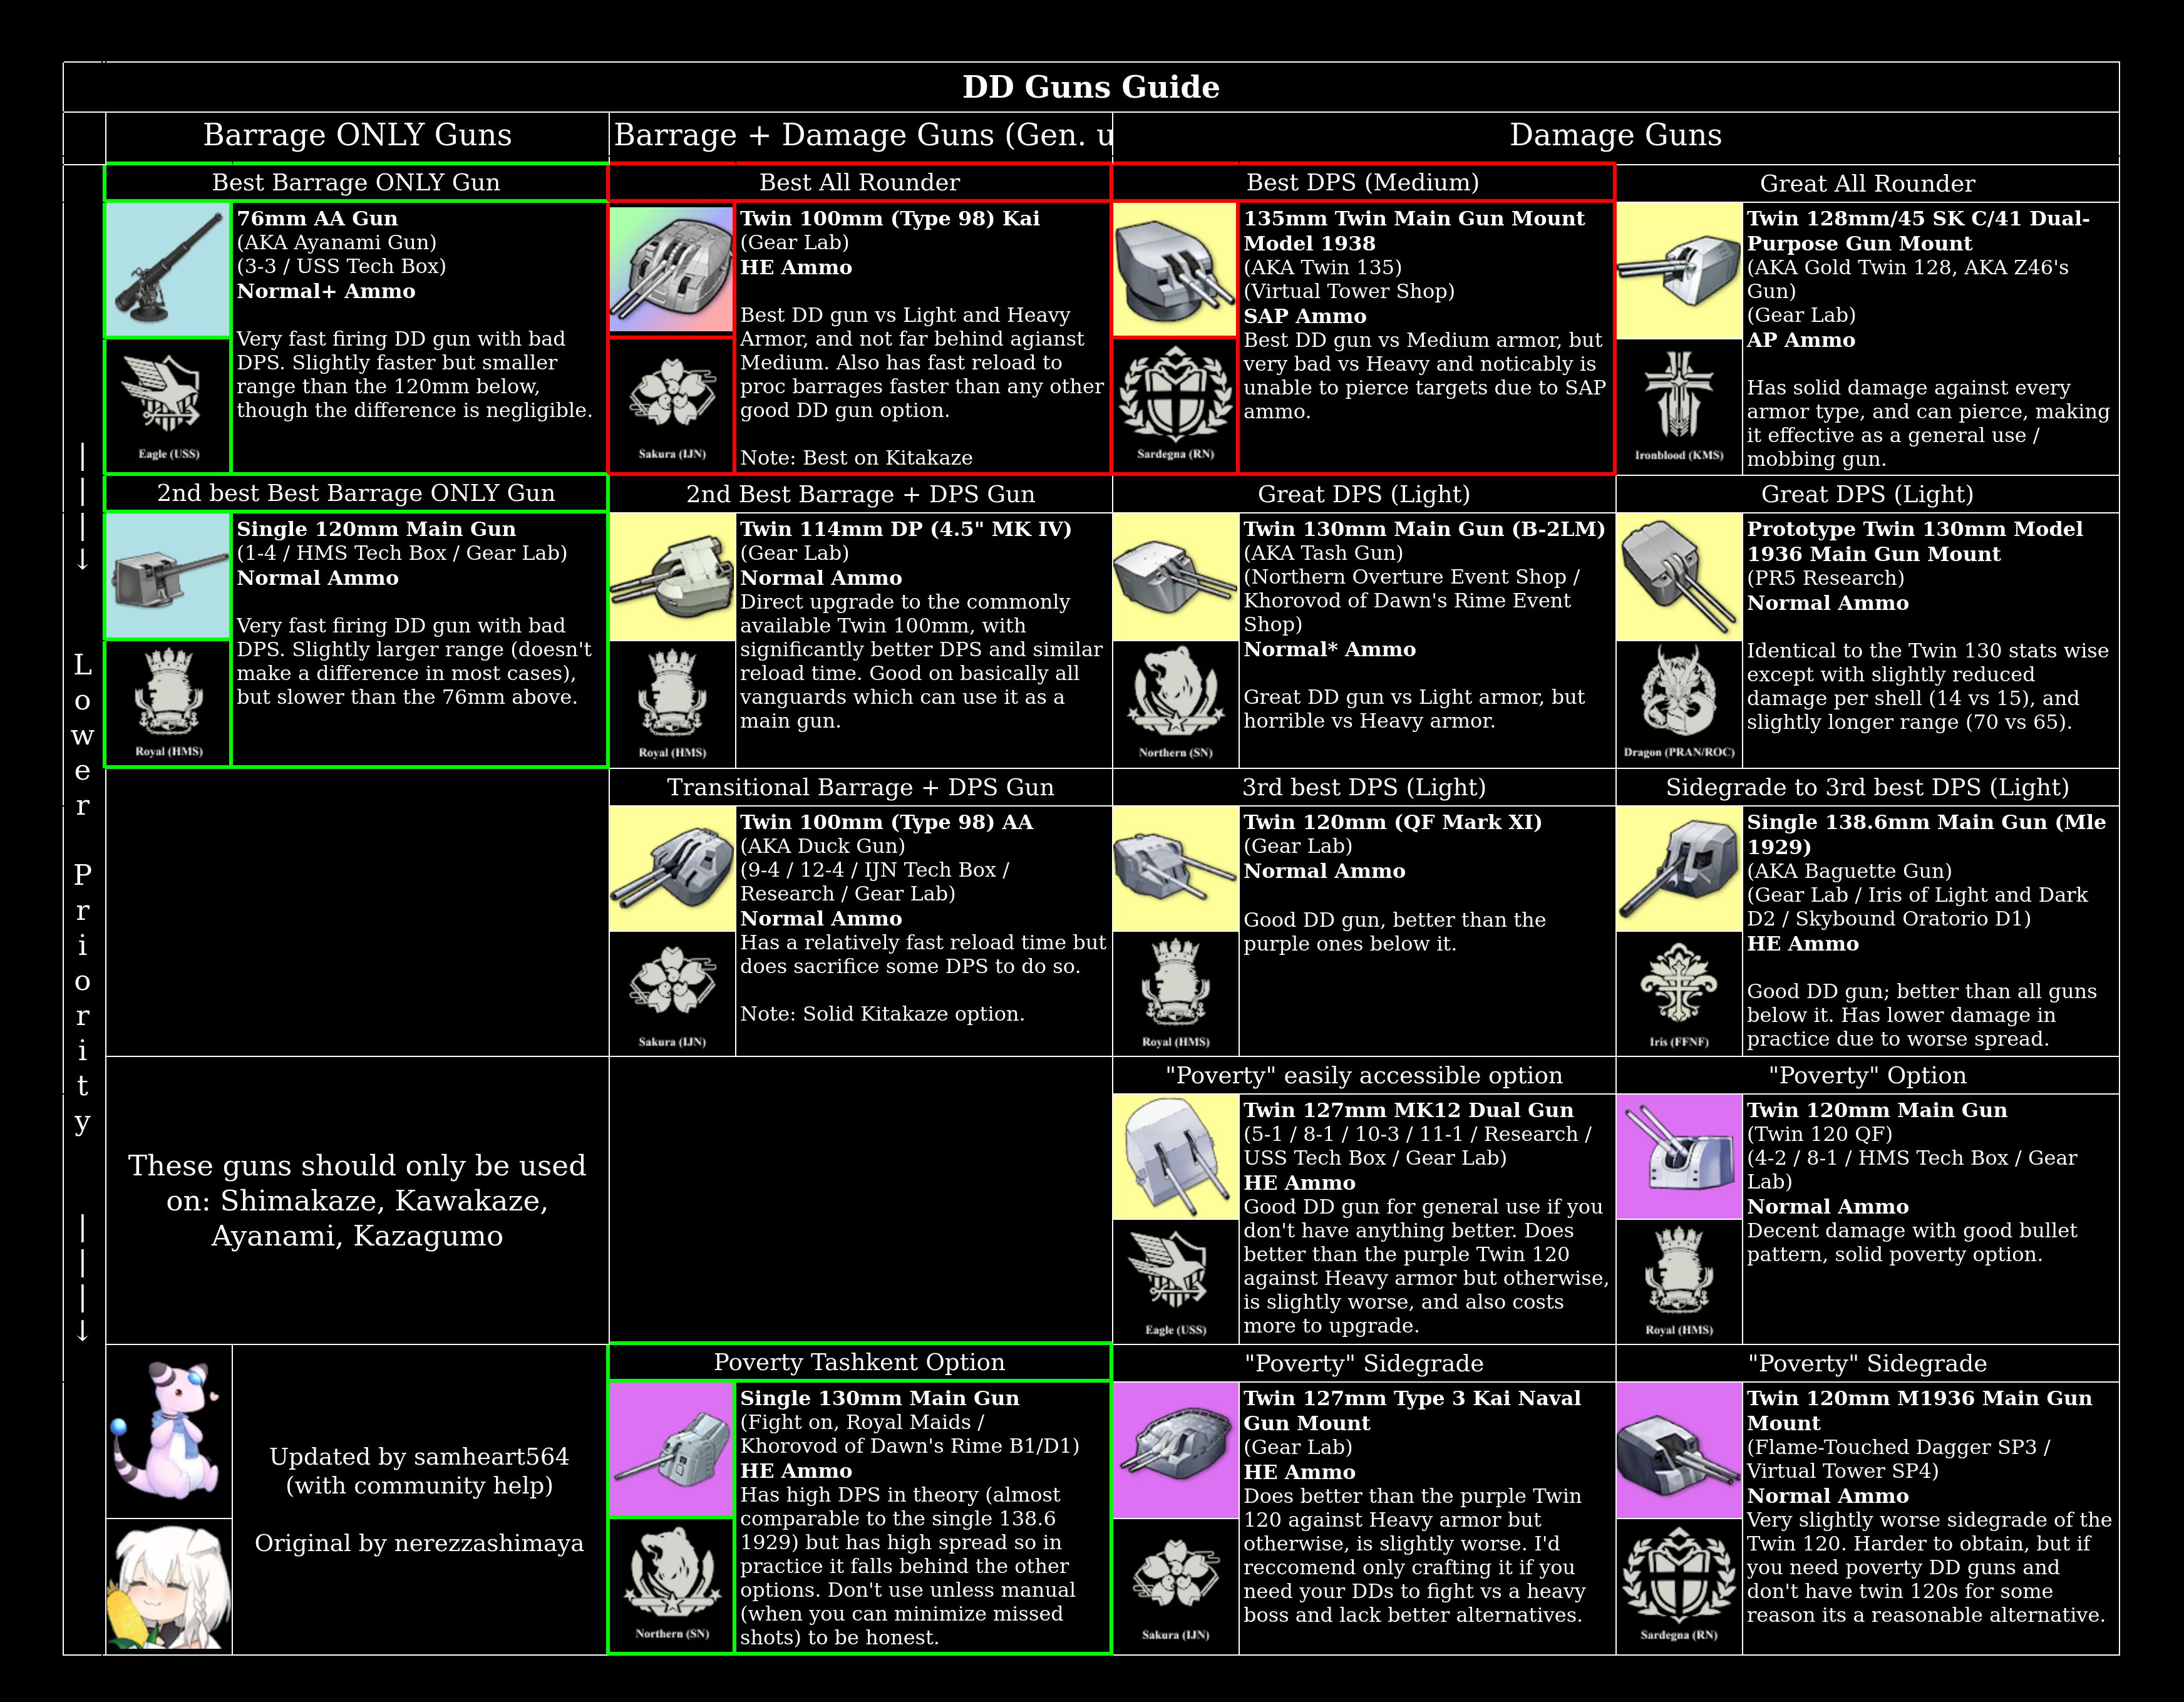 DD Guns Guide
Barrage ONLY Guns
Barrage + Damage Guns (Gen. u
Damage Guns
Lower Priority
Best Barrage ONLY Gun
76mm AA Gun
(AKA Ayanami Gun)
(3-3 / USS Tech Box)
Normal+ Ammo
Very fast firing DD gun with bad
DPS. Slightly faster but smaller
range than the 120mm below,
though the difference is negligible.
Eagle (USS)
Best All Rounder
Twin 100mm (Type 98) Kai
(Gear Lab)
HE Ammo
Best DD gun vs Light and Heavy
Armor, and not far behind agianst
Medium. Also has fast reload to
proc barrages faster than any other
good DD gun option.
Note: Best on Kitakaze
Sakura (IJN)
Best DPS (Medium)
135mm Twin Main Gun Mount
Model 1938
(AKA Twin 135)
(Virtual Tower Shop)
SAP Ammo
Best DD gun vs Medium armor, but
very bad vs Heavy and noticably is
unable to pierce targets due to SAP
ammo.
Sardegna (RN)
Great All Rounder
Twin 128mm/45 SK C/41 Dual-
Purpose Gun Mount
(AKA Gold Twin 128, AKA Z46's
Gun)
(Gear Lab)
AP Ammo
Has solid damage against every
armor type, and can pierce, making
it effective as a general use /
mobbing gun.
Ironblood (KMS)
2nd best Best Barrage ONLY Gun
Single 120mm Main Gun
(1-4 / HMS Tech Box / Gear Lab)
Normal Ammo
Very fast firing DD gun with bad
DPS. Slightly larger range (doesn't
make a difference in most cases),
but slower than the 76mm above.
Royal (HMS)
2nd Best Barrage + DPS Gun
Twin 114mm DP (4.5" MK IV)
(Gear Lab)
Normal Ammo
Direct upgrade to the commonly
available Twin 100mm, with
significantly better DPS and similar
reload time. Good on basically all
vanguards which can use it as a
main gun.
Royal (HMS)
Great DPS (Light)
Twin 130mm Main Gun (B-2LM)
(AKA Tash Gun)
(Northern Overture Event Shop /
Khorovod of Dawn's Rime Event
Shop)
Normal* Ammo
Great DD gun vs Light armor, but
horrible vs Heavy armor.
Northern (SN)
Great DPS (Light)
Prototype Twin 130mm Model
1936 Main Gun Mount
(PR5 Research)
Normal Ammo
Identical to the Twin 130 stats wise
except with slightly reduced
damage per shell (14 vs 15), and
slightly longer range (70 vs 65).
Dragon (PRAN/ROC)
Transitional Barrage + DPS Gun
Twin 100mm (Type 98) AA
(AKA Duck Gun)
(9-4 / 12-4 / IJN Tech Box /
Research / Gear Lab)
Normal Ammo
Has a relatively fast reload time but
does sacrifice some DPS to do so.
Note: Solid Kitakaze option.
Sakura (IJN)
3rd best DPS (Light)
Twin 120mm (QF Mark XI)
(Gear Lab)
Normal Ammo
Good DD gun, better than the
purple ones below it.
Royal (HMS)
Sidegrade to 3rd best DPS (Light)
Single 138.6mm Main Gun (Mle
1929)
(AKA Baguette Gun)
(Gear Lab / Iris of Light and Dark
D2 / Skybound Oratorio D1)
HE Ammo
Good DD gun; better than all guns
below it. Has lower damage in
practice due to worse spread.
Iris (FFNF)
These guns should only be used
on: Shimakaze, Kawakaze,
Ayanami, Kazagumo
"Poverty" easily accessible option
Twin 127mm MK12 Dual Gun
(5-1 / 8-1 / 10-3 / 11-1 / Research /
USS Tech Box / Gear Lab)
HE Ammo
Good DD gun for general use if you
don't have anything better. Does
better than the purple Twin 120
against Heavy armor but otherwise,
is slightly worse, and also costs
more to upgrade.
Eagle (USS)
"Poverty" Option
Twin 120mm Main Gun
(Twin 120 QF)
(4-2 / 8-1 / HMS Tech Box / Gear
Lab)
Normal Ammo
Decent damage with good bullet
pattern, solid poverty option.
Royal (HMS)
Updated by samheart564
(with community help)
Original by nerezzashimaya
Poverty Tashkent Option
Single 130mm Main Gun
(Fight on, Royal Maids /
Khorovod of Dawn's Rime B1/D1)
HE Ammo
Has high DPS in theory (almost
comparable to the single 138.6
1929) but has high spread so in
practice it falls behind the other
options. Don't use unless manual
(when you can minimize missed
shots) to be honest.
Northern (SN)
"Poverty" Sidegrade
Twin 127mm Type 3 Kai Naval
Gun Mount
(Gear Lab)
HE Ammo
Does better than the purple Twin
120 against Heavy armor but
otherwise, is slightly worse. I'd
reccomend only crafting it if you
need your DDs to fight vs a heavy
boss and lack better alternatives.
Sakura (IJN)
"Poverty" Sidegrade
Twin 120mm M1936 Main Gun
Mount
(Flame-Touched Dagger SP3 /
Virtual Tower SP4)
Normal Ammo
Very slightly worse sidegrade of the
Twin 120. Harder to obtain, but if
you need poverty DD guns and
don't have twin 120s for some
reason its a reasonable alternative.
Sardegna (RN)